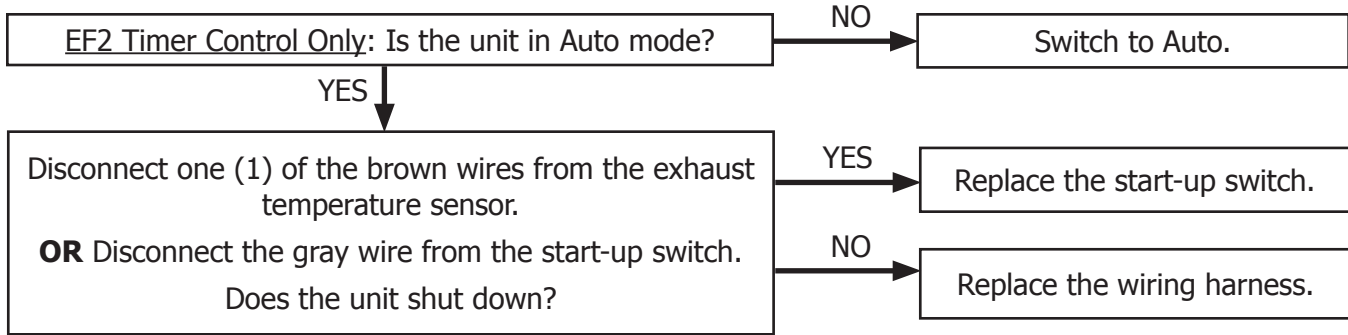 EF2 Timer Control Only: Is the unit in Auto mode?
NO
Switch to Auto.
YES
Disconnect one (1) of the brown wires from the exhaust
temperature sensor.
OR Disconnect the gray wire from the start-up switch.
Does the unit shut down?
YES
Replace the start-up switch.
NO
Replace the wiring harness.